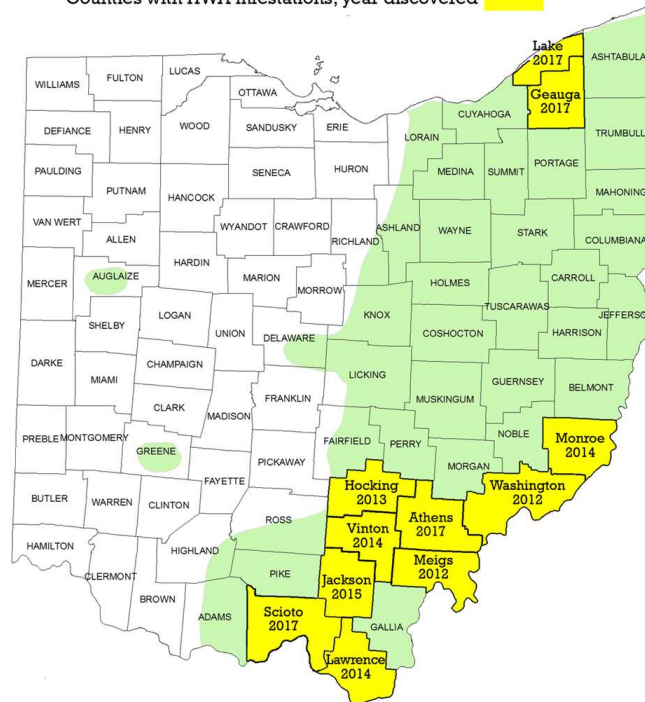 Counties with HWA infestations, year discovered
Lake
2017
ASHTABULA
LUCAS
FULTON
WILLIAMS
OTTAWA
Geauga
2017
CUYAHOGA
WOOD
SANDUSKY
ERIE
DEFIANCE
HENRY
LORAIN
TRUMBULL
PORTAGE
PAULDING
SENECA
HURON
MEDINA
SUMMIT
PUTNAM
HANCOCK
MAHONING
VAN WERT
WYANDOT
CRAWFORD
RICHLAND
ASHLAND
WAYNE
STARK
ALLEN
COLUMBIANA
HARDIN
AUGLAIZE
MERCER
MARION
MORROW
HOLMES
CARROLL
TUSCARAWAS
LOGAN
KNOX
JEFFERSO
SHELBY
UNION
DELAWARE
COSHOCTON
HARRISON
DARKE
CHAMPAIGN
LICKING
MIAMI
GUERNSEY
BELMONT
FRANKLIN
MUSKINGUM
CLARK
MADISON
PREBLE
MONTGOMERY
FAIRFIELD
PERRY
NOBLE
Monroe
2014
GREENE
PICKAWAY
MORGAN
FAYETTE
Hocking
2013
Washington
2012
BUTLER
WARREN
CLINTON
ROSS
Athens
2017
Vinton
2014
HAMILTON
HIGHLAND
Meigs
2012
CLERMONT
PIKE
Jackson
2015
BROWN
ADAMS
Scioto
2017
GALLIA
Lawrence
2014